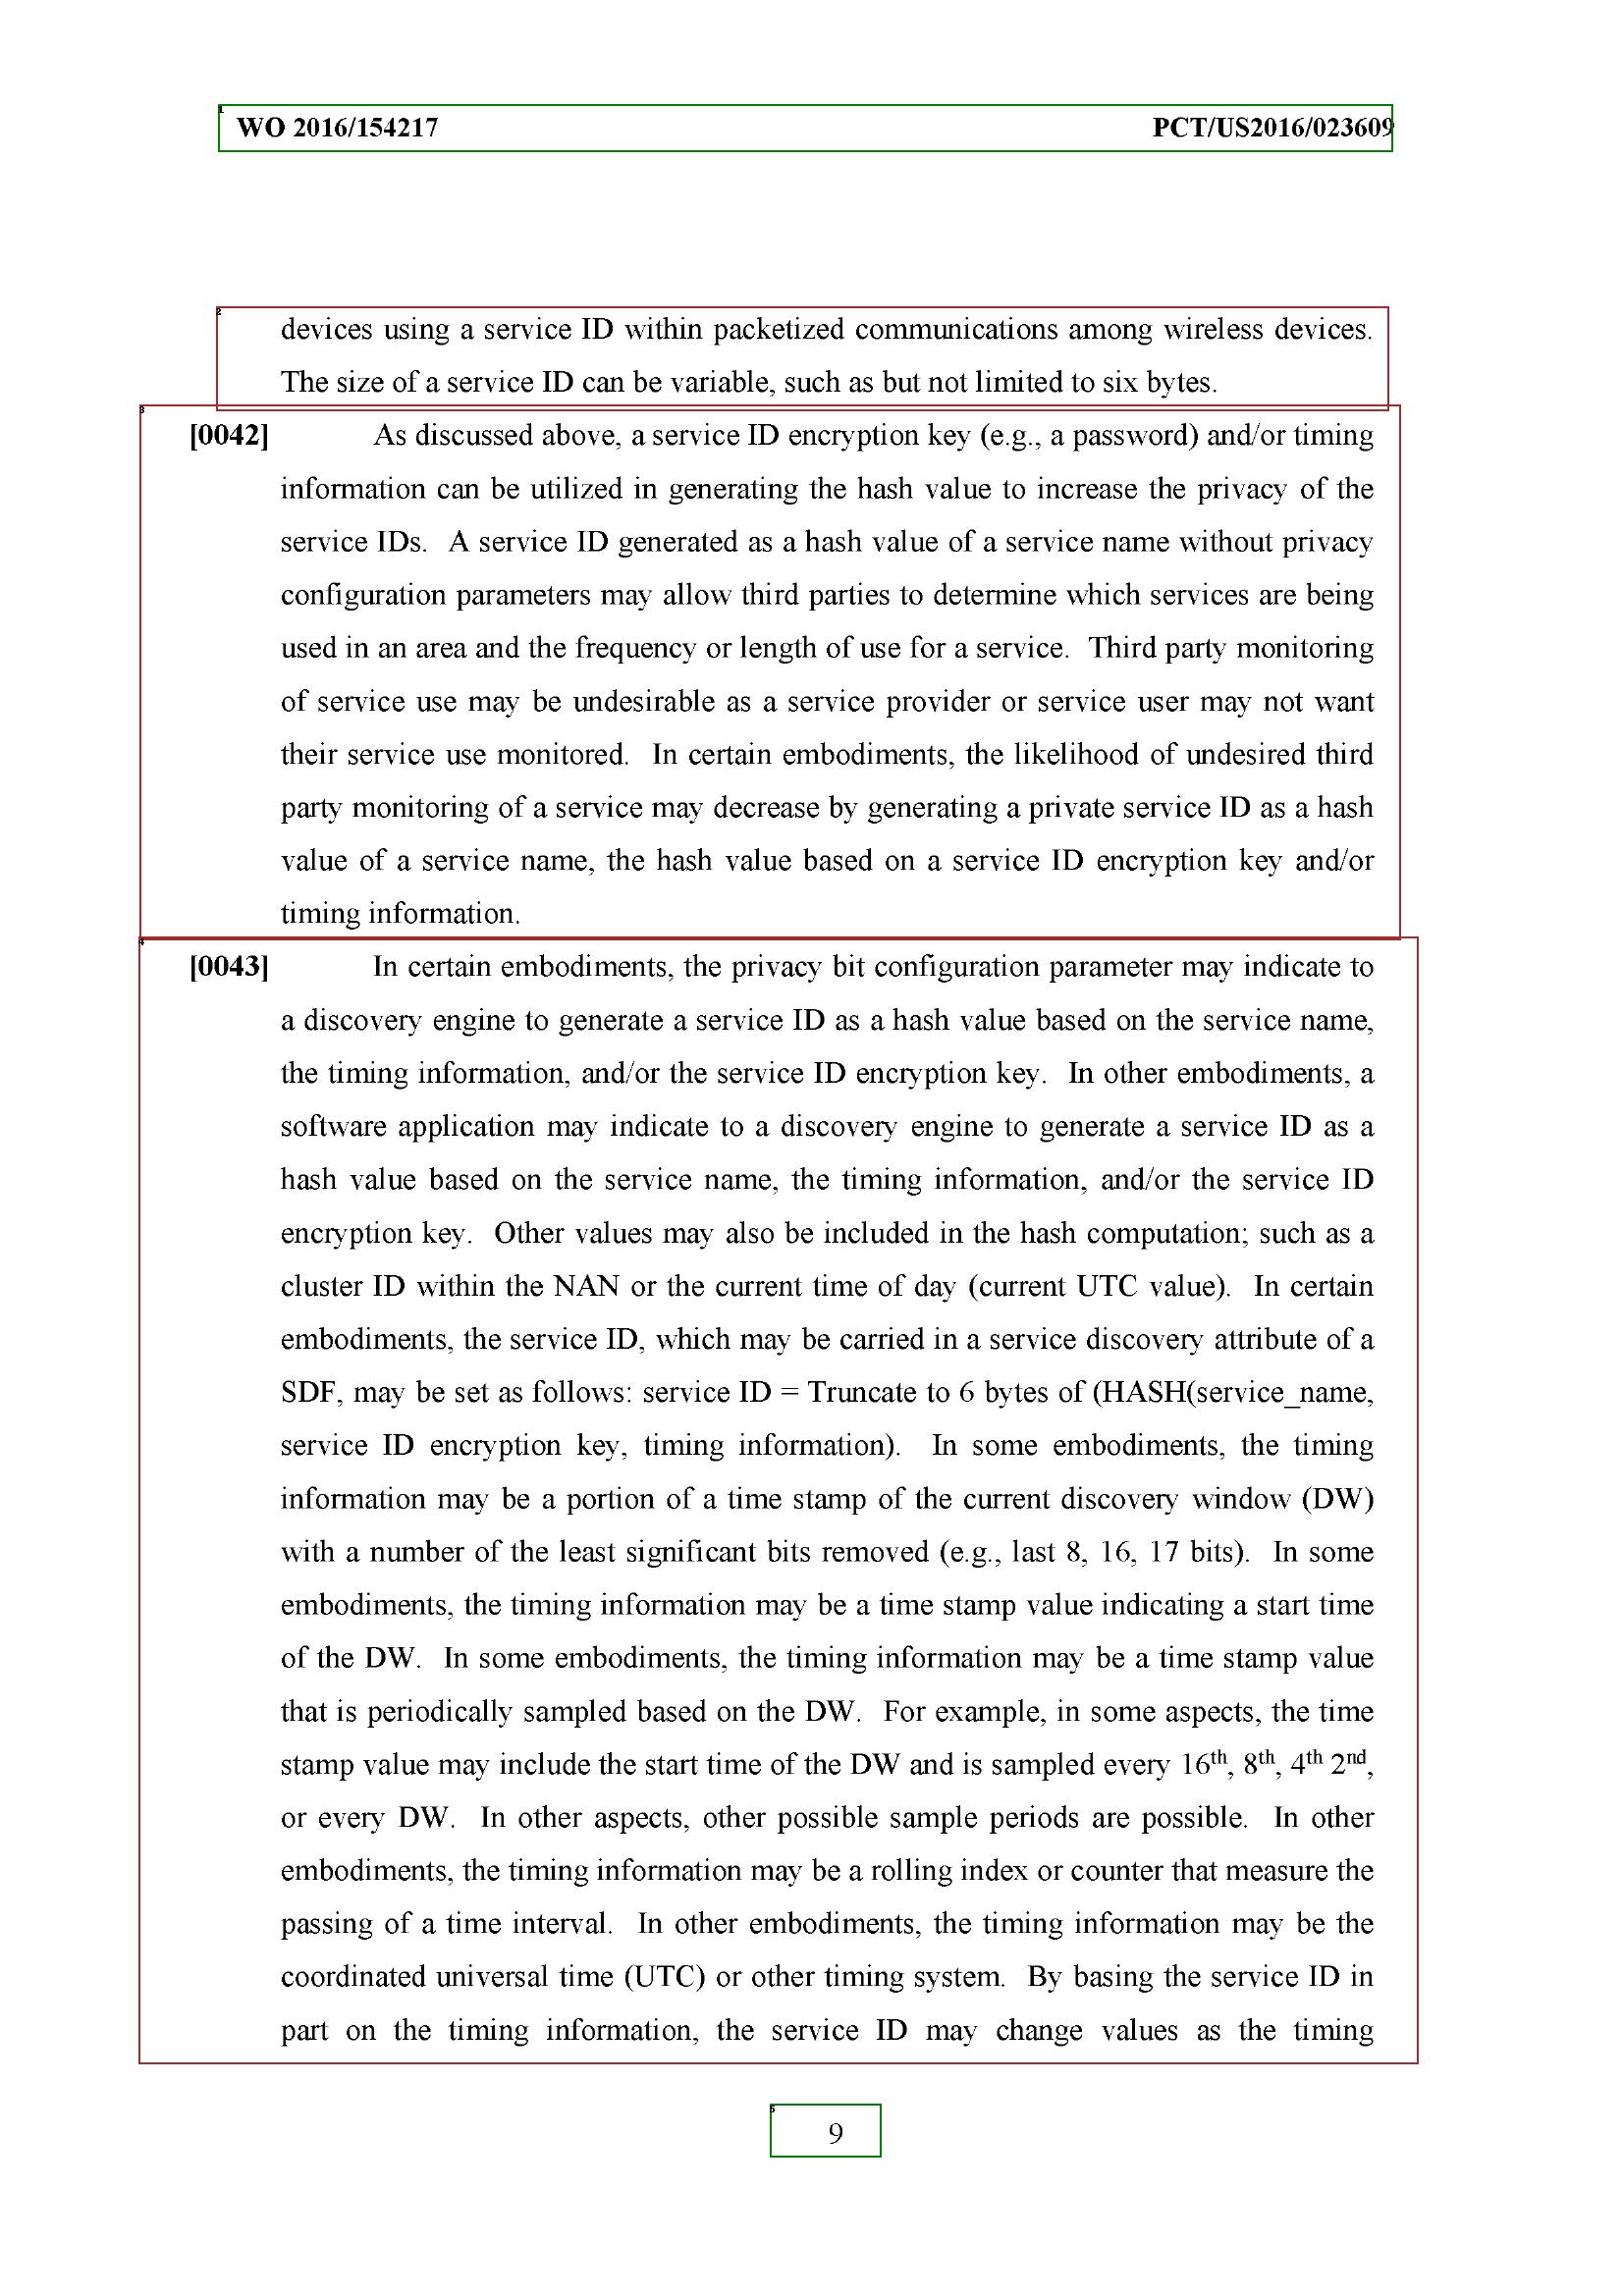 WO 2016/154217 PCT/US2016/023609
devices using a service ID within packetized communications among wireless devices.
The size of a service ID can be variable, such as but not limited to six bytes.
[0042] As discussed above, a service ID encryption key (e.g., a password) and/or timing
information can be utilized in generating the hash value to increase the privacy of the
service IDs. A service ID generated as a hash value of a service name without privacy
configuration parameters may allow third parties to determine which services are being
used in an area and the frequency or length of use for a service. Third party monitoring
of service use may be undesirable as a service provider or service user may not want
their service use monitored. In certain embodiments, the likelihood of undesired third
party monitoring of a service may decrease by generating a private service ID as a hash
value of a service name, the hash value based on a service ID encryption key and/or
timing information.
[0043] In certain embodiments, the privacy bit configuration parameter may indicate to
a discovery engine to generate a service ID as a hash value based on the service name,
the timing information, and/or the service ID encryption key. In other embodiments, a
software application may indicate to a discovery engine to generate a service ID as a
hash value based on the service name, the timing information, and/or the service ID
encryption key. Other values may also be included in the hash computation; such as a
cluster ID within the NAN or the current time of day (current UTC value). In certain
embodiments, the service ID, which may be carried in a service discovery attribute of a
SDF, may be set as follows: service ID = Truncate to 6 bytes of (HASH(service_name,
service ID encryption key, timing information). In some embodiments, the timing
information may be a portion of a time stamp of the current discovery window (DW)
with a number of the least significant bits removed (e.g., last 8, 16, 17 bits). In some
embodiments, the timing information may be a time stamp value indicating a start time
of the DW. In some embodiments, the timing information may be a time stamp value
that is periodically sampled based on the DW. For example, in some aspects, the time
stamp value may include the start time of the DW and is sampled every 16th, 8th, 4th 2nd,
or every DW. In other aspects, other possible sample periods are possible. In other
embodiments, the timing information may be a rolling index or counter that measure the
passing of a time interval. In other embodiments, the timing information may be the
coordinated universal time (UTC) or other timing system. By basing the service ID in
part on the timing information, the service ID may change values as the timing
9